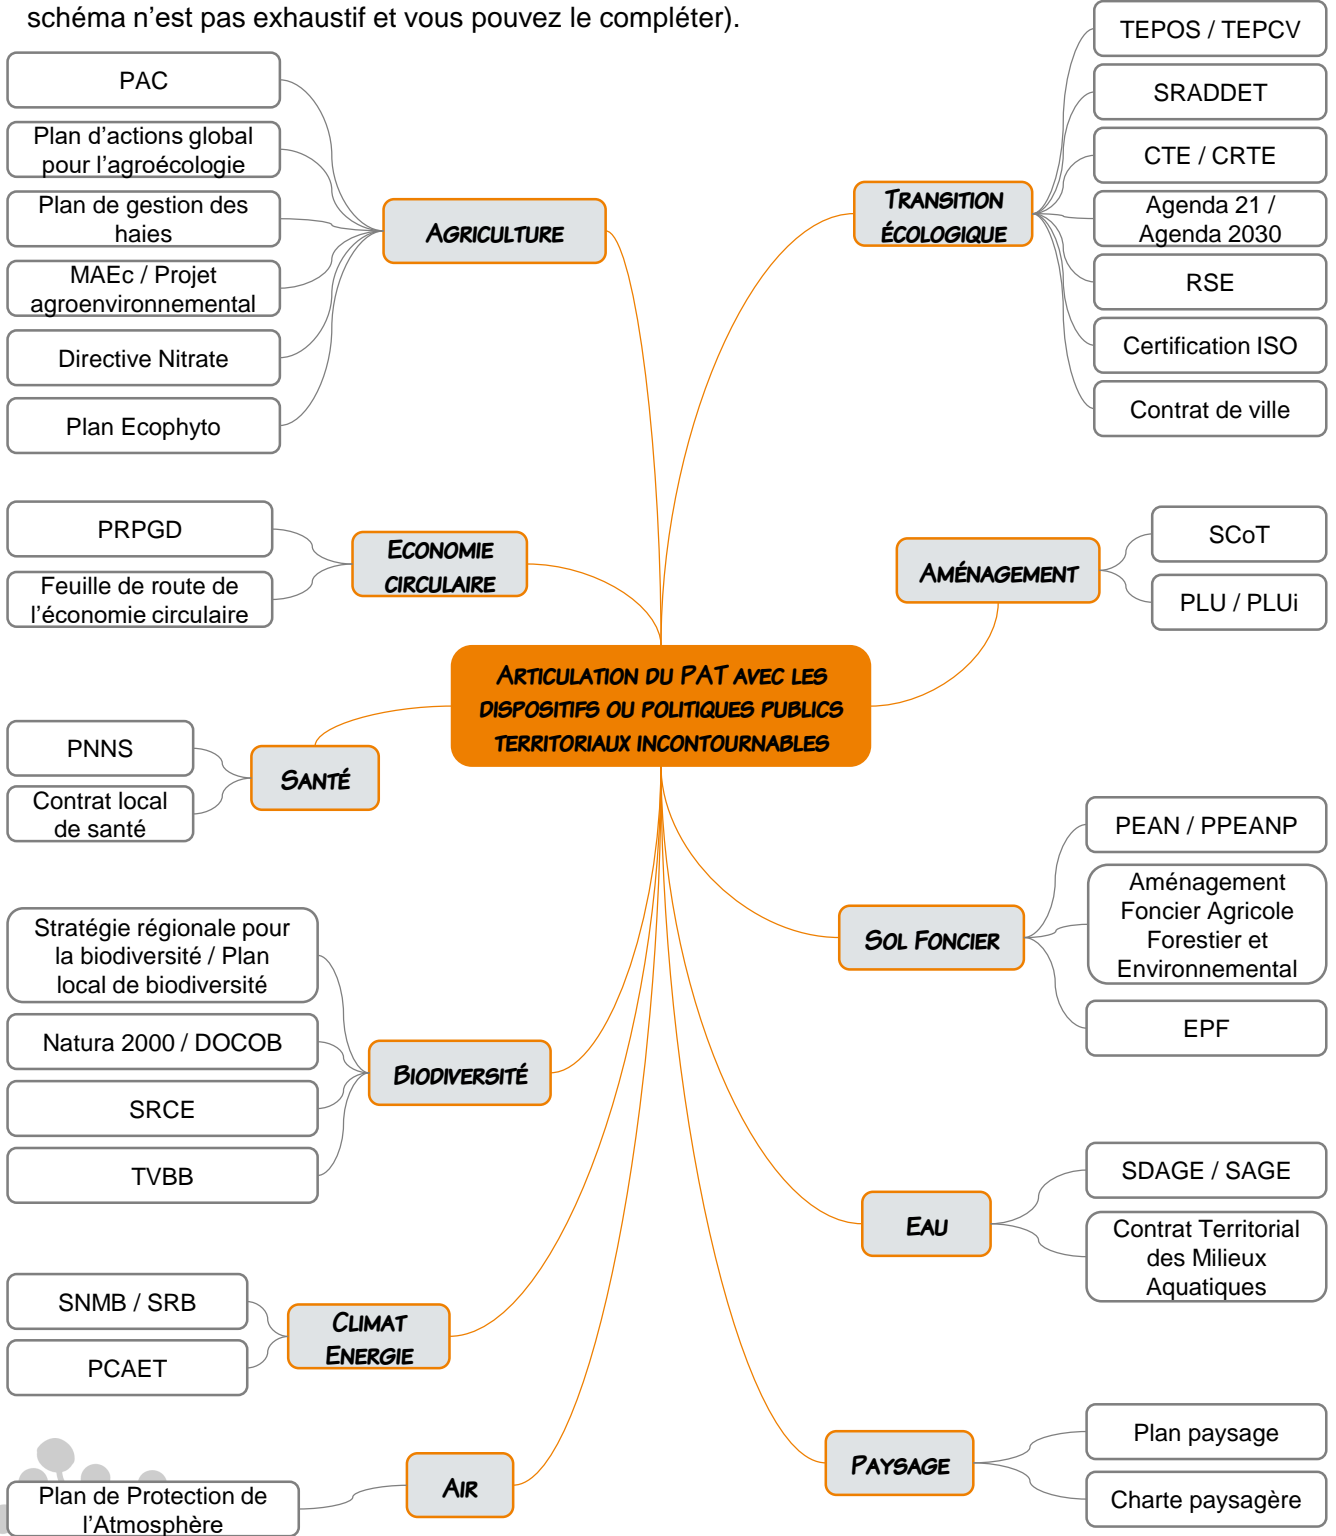 schéma n'est pas exhaustif et vous pouvez le compléter).
PAC
Plan d'actions global
pour l'agroécologie
Plan de gestion des
haies
MAEc / Projet
agroenvironnemental
Directive Nitrate
Plan Ecophyto
AGRICULTURE
TRANSITION
ÉCOLOGIQUE
TEPOS / TEPCV
SRADDET
CTE / CRTE
Agenda 21 /
Agenda 2030
RSE
Certification ISO
Contrat de ville
PRPGD
Feuille de route de
l'économie circulaire
ECONOMIE
CIRCULAIRE
AMÉNAGEMENT
SCoT
PLU / PLUi
ARTICULATION DU PAT AVEC LES
DISPOSITIFS OU POLITIQUES PUBLICS
TERRITORIAUX INCONTOURNABLES
PNNS
Contrat local
de santé
SANTÉ
SOL FONCIER
PEAN / PPEANP
Aménagement
Foncier Agricole
Forestier et
Environnemental
EPF
Stratégie régionale pour
la biodiversité / Plan
local de biodiversité
Natura 2000 / DOCOB
SRCE
TVBB
BIODIVERSITÉ
EAU
SDAGE / SAGE
Contrat Territorial
des Milieux
Aquatiques
SNMB / SRB
PCAET
CLIMAT
ENERGIE
PAYSAGE
Plan paysage
Charte paysagère
Plan de Protection de
l'Atmosphère
AIR